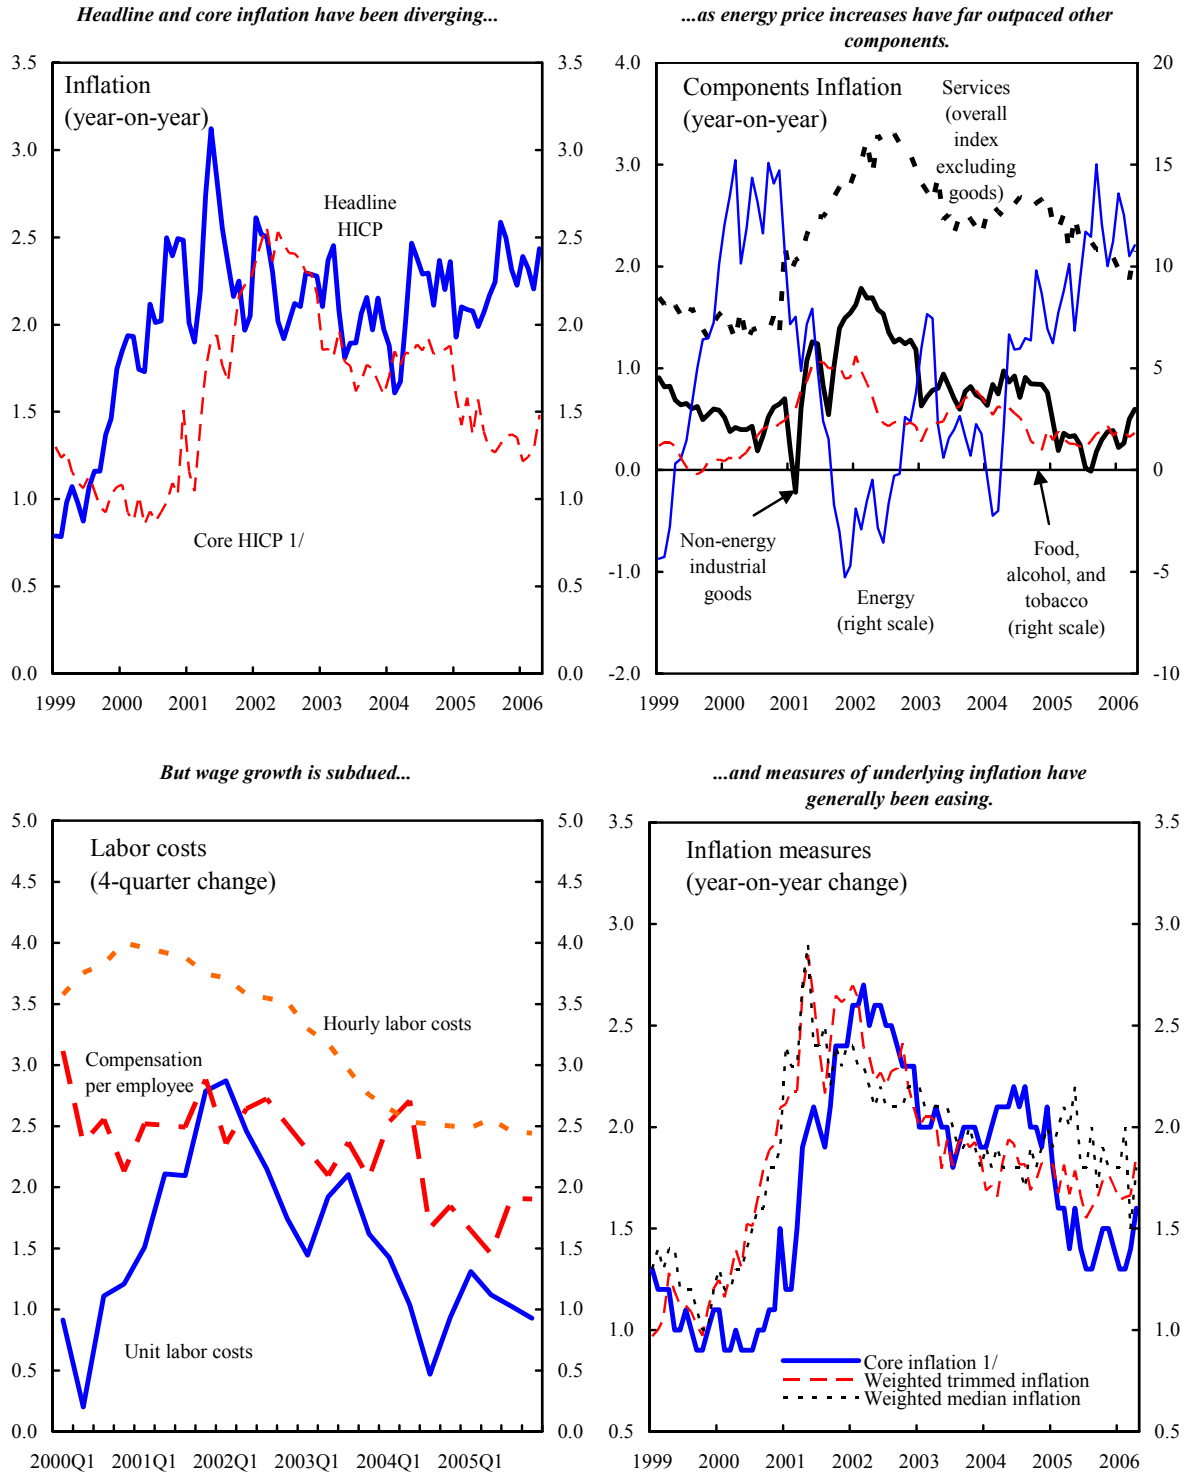 Headline and core inflation have been diverging...
3.5
3.0
2.5
2.0
1.5
1.0
0.5
0.0
Inflation
(year-on-year)
Headline
HICP
Core HICP 1/
3.5
3.0
2.5
2.0
1.5
1.0
0.5
0.0
1999 2000 2001 2002 2003 2004 2005 2006
...as energy price increases have far outpaced other
components.
4.0
3.0
2.0
1.0
0.0
-1.0
-2.0
Components Inflation
(year-on-year)
Services
(overall
index
excluding
goods)
Non-energy
industrial
goods
Energy
(right scale)
Food,
alcohol, and
tobacco
(right scale)
20
15
10
5
0
-5
-10
1999 2000 2001 2002 2003 2004 2005 2006
But wage growth is subdued...
5.0
4.5
4.0
3.5
3.0
2.5
2.0
1.5
1.0
0.5
0.0
Labor costs
(4-quarter change)
Hourly labor costs
Compensation
per employee
Unit labor costs
5.0
4.5
4.0
3.5
3.0
2.5
2.0
1.5
1.0
0.5
0.0
2000Q1 2001Q1 2002Q1 2003Q1 2004Q1 2005Q1
...and measures of underlying inflation have
generally been easing.
3.5
3.0
2.5
2.0
1.5
1.0
0.5
Inflation measures
(year-on-year change)
Core inflation 1/
Weighted trimmed inflation
Weighted median inflation
3.5
3.0
2.5
2.0
1.5
1.0
0.5
1999 2000 2001 2002 2003 2004 2005 2006